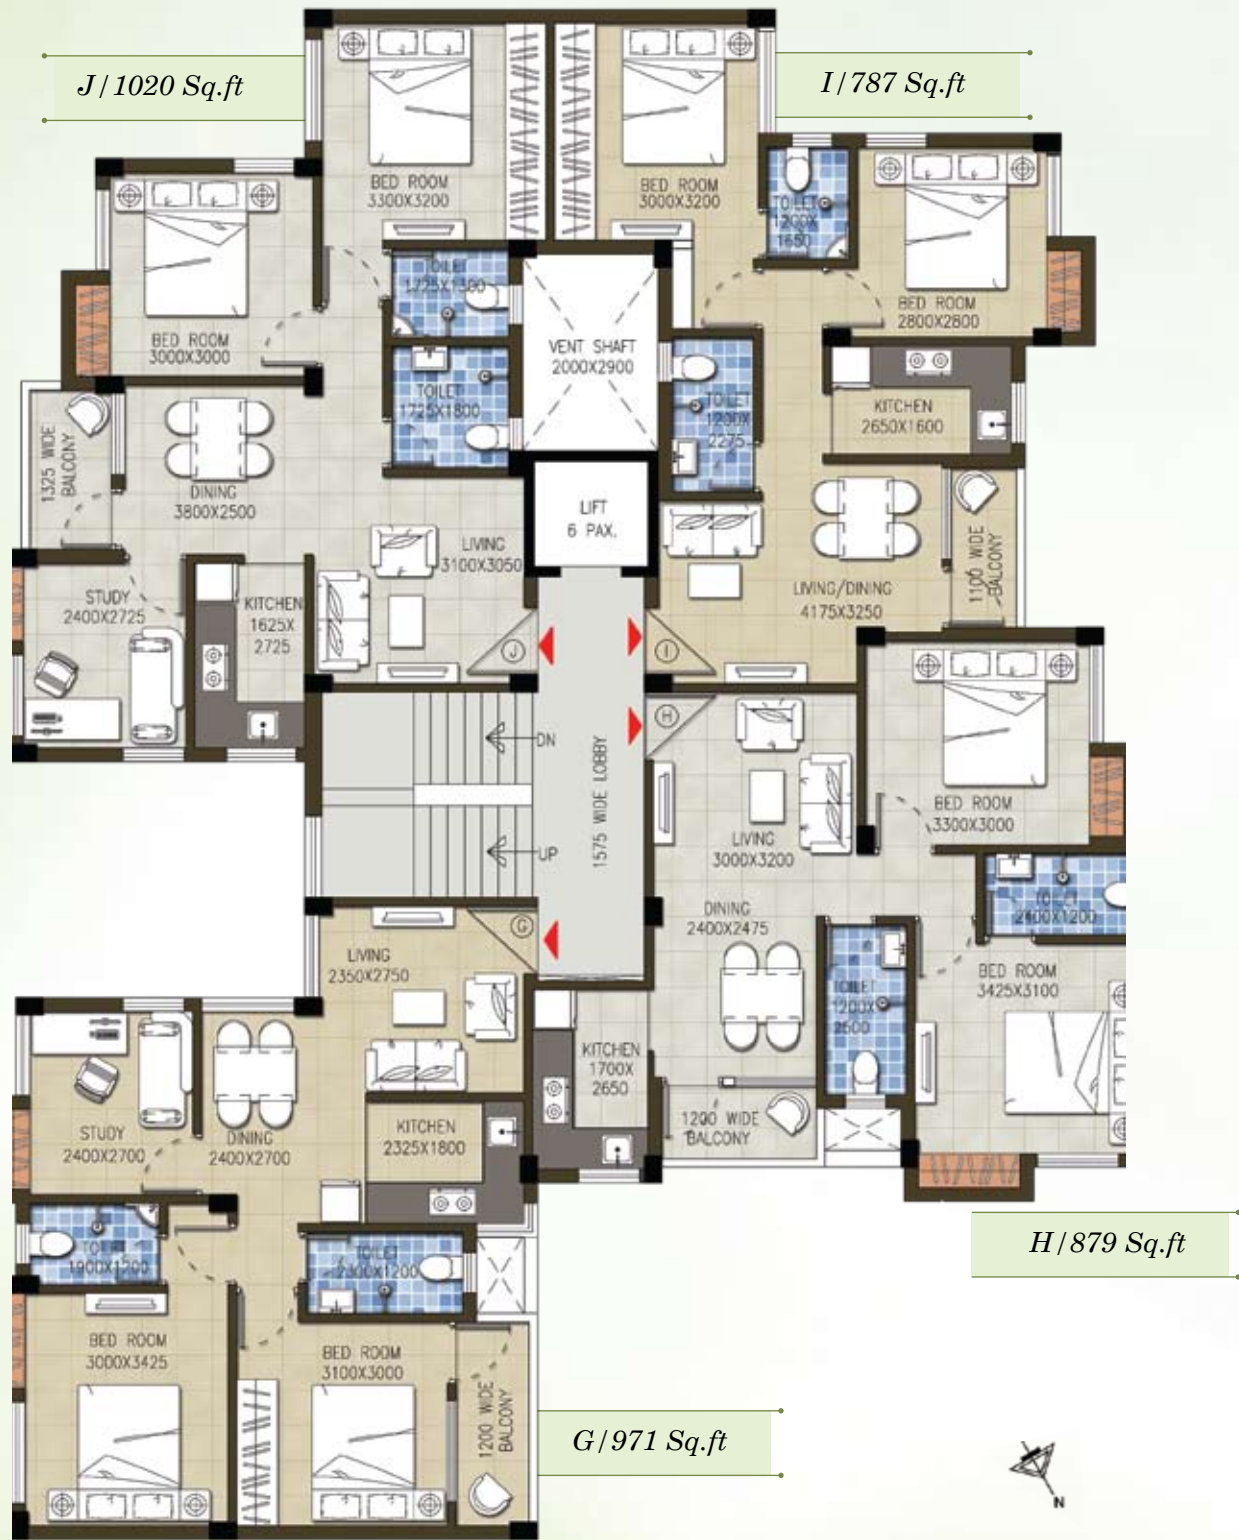 J/1020 Sq.ft
I/787 Sq.ft
BED ROOM
3300X3200
BED ROOM
3000X3200
TOILET
1200X
1650
BED ROOM
2800X2800
BED ROOM
3000X3000
TOILET
1725X1300
VENT SHAFT
2000X2900
TOILET
1725X1800
TOILET
1200X
2275
KITCHEN
2650X1600
1325 WIDE
BALCONY
DINING
3800X2500
LIFT
6 PAX.
LIVING
3100X3050
LIVING/DINING
4175X3250
1100 WIDE
BALCONY
STUDY
2400X2725
KITCHEN
1625X
2725
J
I
H
DN
UP
1575 WIDE LOBBY
LIVING
3000X3200
BED ROOM
3300X3000
TOILET
2400X1200
DINING
2400X2475
G
LIVING
2350X2750
BED ROOM
3425X3100
TOILET
1200X
2500
KITCHEN
1700X
2650
1200 WIDE
BALCONY
STUDY
2400X2700
DINING
2400X2700
KITCHEN
2325X1800
TOILET
1900X1200
TOILET
2300X1200
H/879 Sq.ft
BED ROOM
3000X3425
BED ROOM
3100X3000
1200 WIDE
BALCONY
G/971 Sq.ft
N